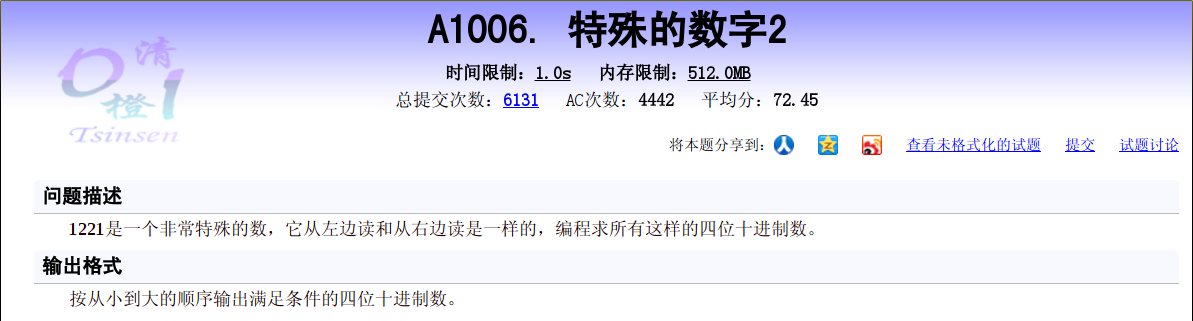 A1006. 特殊的数字2
清橙
Tsinsen
时间限制：1.0s 内存限制：512.0MB
总提交次数：6131 AC次数：4442 平均分：72.45
将本题分享到： 查看未格式化的试题 提交 试题讨论
问题描述
1221是一个非常特殊的数，它从左边读和从右边读是一样的，编程求所有这样的四位十进制数。
输出格式
按从小到大的顺序输出满足条件的四位十进制数。